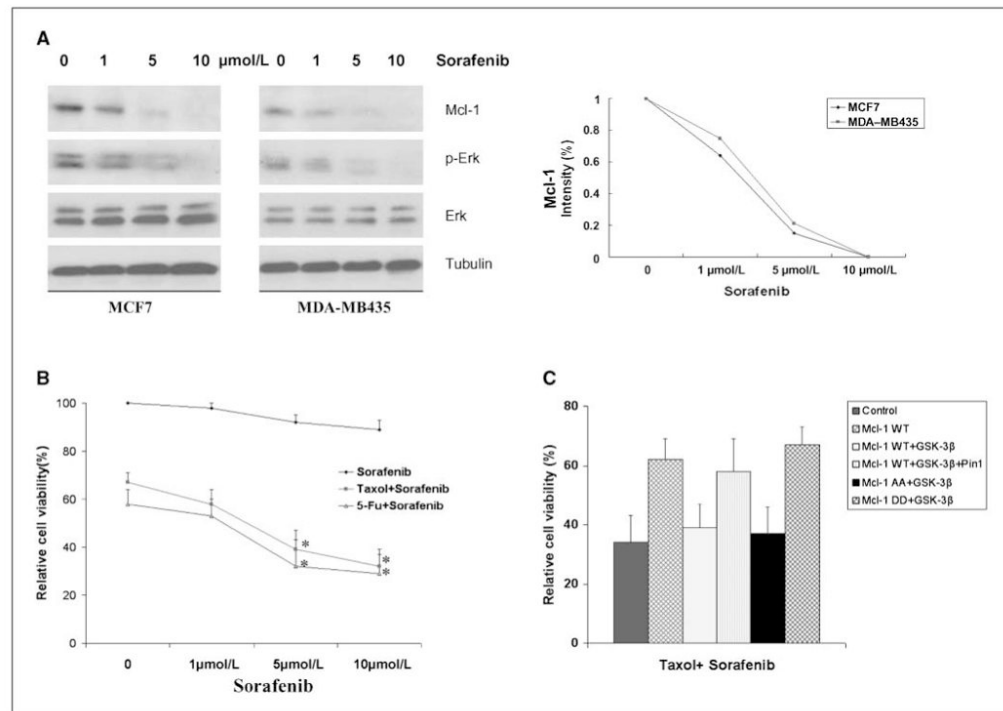 A
0 1 5 10 μmol/L 0 1 5 10 Sorafenib
Mcl-1
p-Erk
Erk
Tubulin
MCF7 MDA-MB435
Mcl-1
Intensity (%)
1
0.8
0.6
0.4
0.2
0
0 1 μmol/L 5 μmol/L 10 μmol/L
Sorafenib
MCF7
MDA–MB435
B
Relative cell viability(%)
100
80
60
40
20
0
0 1μmol/L 5μmol/L 10μmol/L
Sorafenib
Sorafenib
Taxol+Sorafenib
5-Fu+Sorafenib
*
*
*
*
C
Relative cell viability (%)
80
60
40
20
0
Taxol+ Sorafenib
Control
Mcl-1 WT
Mcl-1 WT+GSK-3β
Mcl-1 WT+GSK-3β+Pin1
Mcl-1 AA+GSK-3β
Mcl-1 DD+GSK-3β